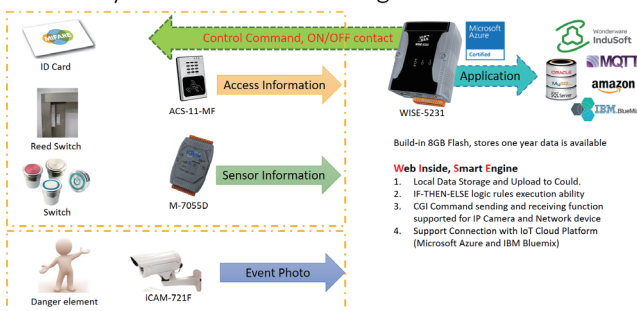 Control Command, ON/OFF contact
MIFARE
ID Card
ACS-11-MF
Access Information
WISE-5231
Microsoft
Azure
Certified
Application
Wonderware
InduSoft
MQTT
ORACLE
MySQL
SQL Server
amazon
IBM Bluemix
Reed Switch
Switch
M-7055D
Sensor Information
Build-in 8GB Flash, stores one year data is available
Web Inside, Smart Engine
1. Local Data Storage and Upload to Could.
2. IF-THEN-ELSE logic rules execution ability
3. CGI Command sending and receiving function
supported for IP Camera and Network device
4. Support Connection with IoT Cloud Platform
(Microsoft Azure and IBM Bluemix)
Danger element
iCAM-721F
Event Photo